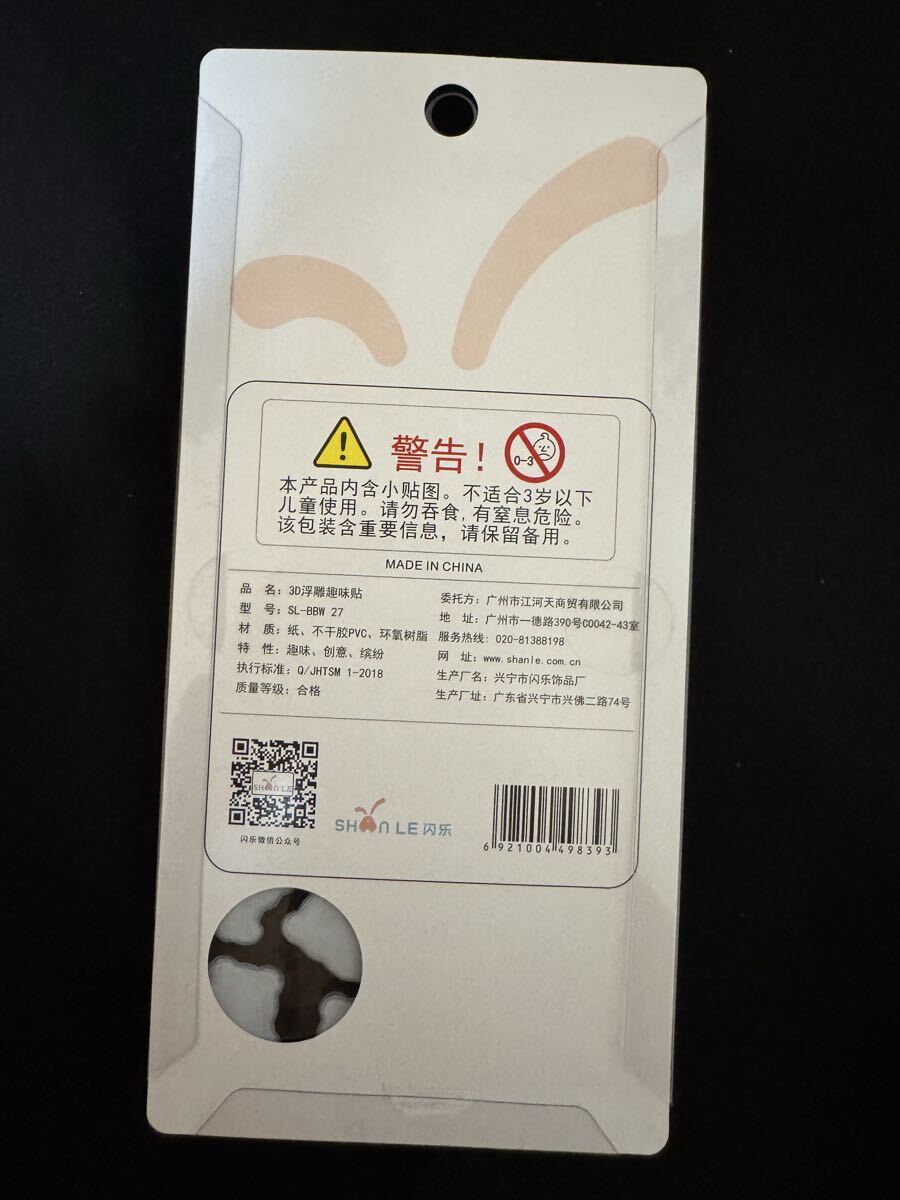 警告!
0-3
本产品内含小贴图。不适合3岁以下
儿童使用。请勿吞食,有窒息危险。
该包装含重要信息，请保留备用。
MADE IN CHINA
品 名：3D浮雕趣味贴
型 号：SL-BBW 27
材 质：纸、不干胶PVC、环氧树脂
特 性：趣味、创意、缤纷
执行标准：Q/JHTSM 1-2018
质量等级：合格
委托方：广州市江河天商贸有限公司
地 址：广州市一德路390号C0042-43室
服务热线：020-81388198
网 址：www.shanle.com.cn
生产厂名：兴宁市闪乐饰品厂
生产厂址：广东省兴宁市兴佛二路74号
SHANLE
闪乐微信公众号
SHAN LE 闪乐
6 921004 498393